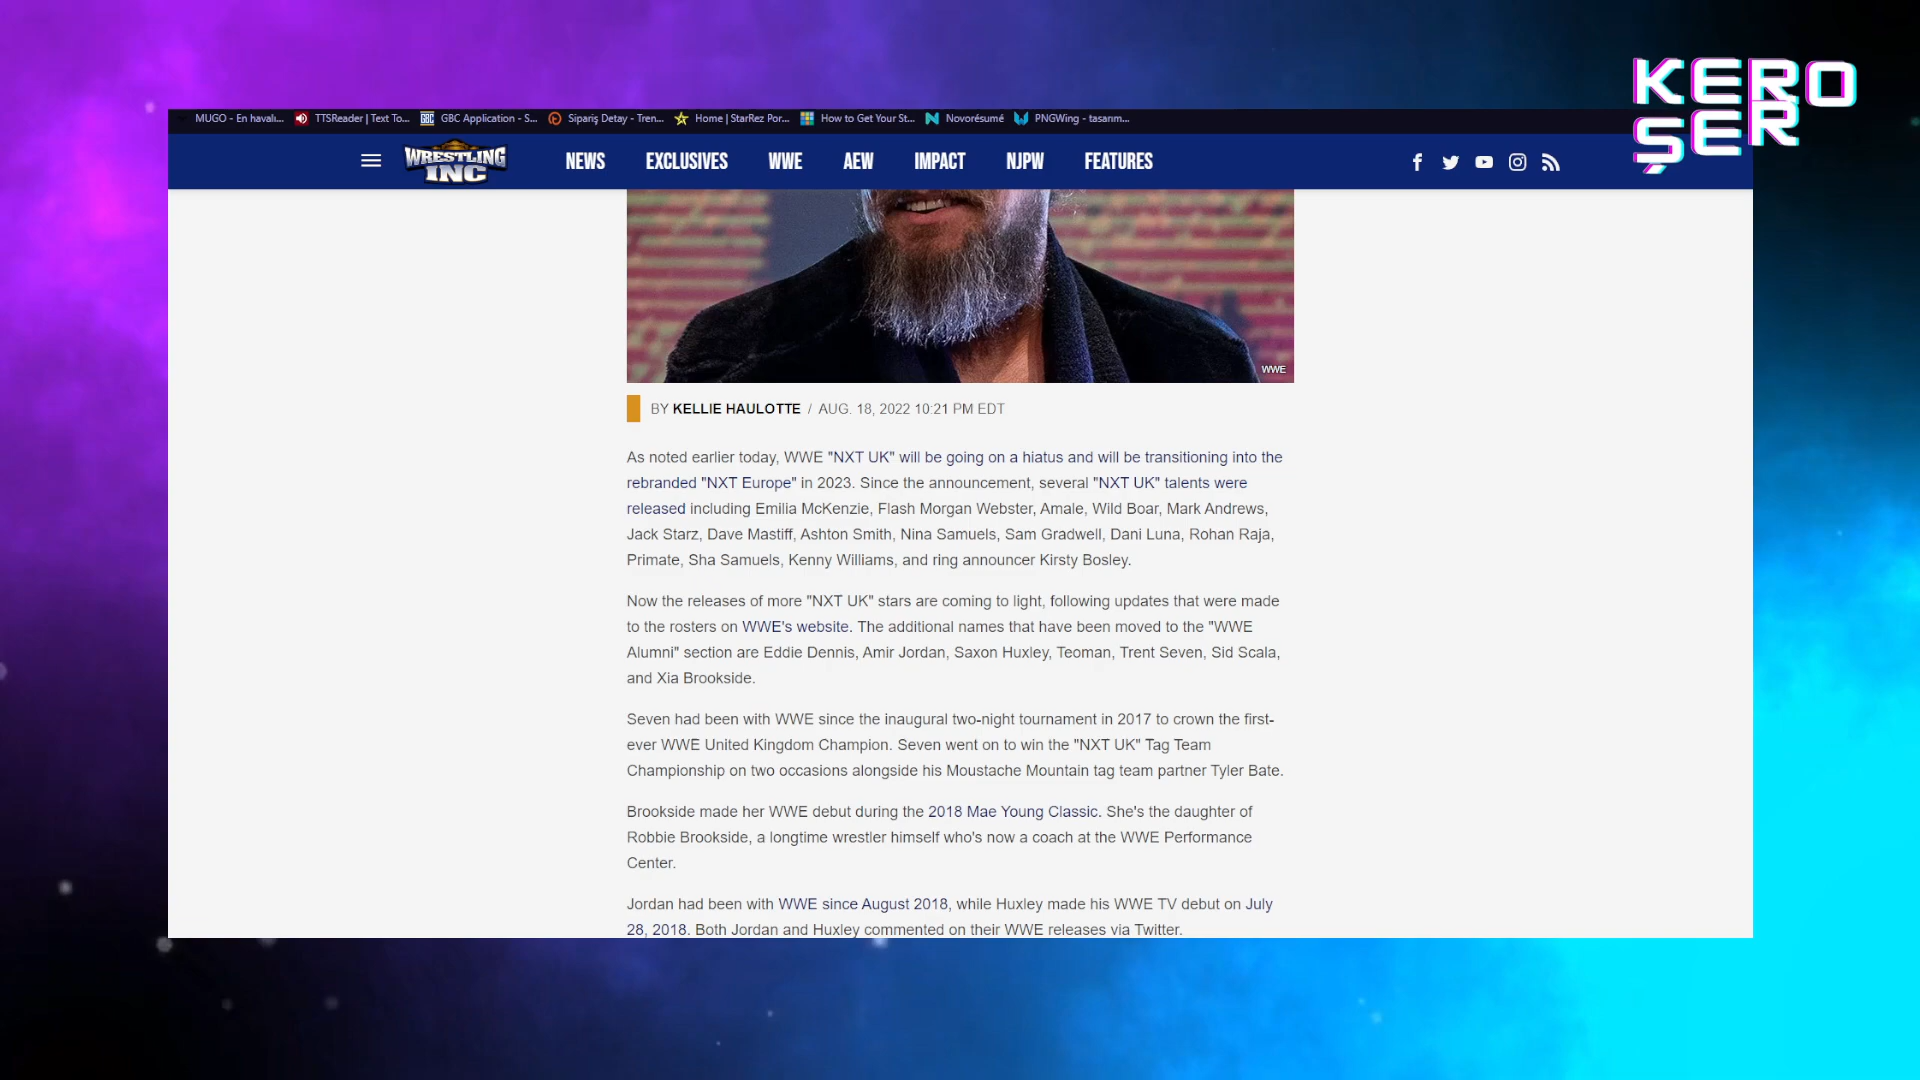 KERO
ŞER
MUGO - En havalı... TTSReader | Text To... GBC Application - S... Sipariş Detay - Tren... Home | StarRez Por... How to Get Your St... Novorésumé PNGWing - tasarım...
WRESTLING
INC
NEWS EXCLUSIVES WWE AEW IMPACT NJPW FEATURES
WWE
BY KELLIE HAULOTTE / AUG. 18, 2022 10:21 PM EDT
As noted earlier today, WWE "NXT UK" will be going on a hiatus and will be transitioning into the
rebranded "NXT Europe" in 2023. Since the announcement, several "NXT UK" talents were
released including Emilia McKenzie, Flash Morgan Webster, Amale, Wild Boar, Mark Andrews,
Jack Starz, Dave Mastiff, Ashton Smith, Nina Samuels, Sam Gradwell, Dani Luna, Rohan Raja,
Primate, Sha Samuels, Kenny Williams, and ring announcer Kirsty Bosley.
Now the releases of more "NXT UK" stars are coming to light, following updates that were made
to the rosters on WWE's website. The additional names that have been moved to the "WWE
Alumni" section are Eddie Dennis, Amir Jordan, Saxon Huxley, Teoman, Trent Seven, Sid Scala,
and Xia Brookside.
Seven had been with WWE since the inaugural two-night tournament in 2017 to crown the first-
ever WWE United Kingdom Champion. Seven went on to win the "NXT UK" Tag Team
Championship on two occasions alongside his Moustache Mountain tag team partner Tyler Bate.
Brookside made her WWE debut during the 2018 Mae Young Classic. She's the daughter of
Robbie Brookside, a longtime wrestler himself who's now a coach at the WWE Performance
Center.
Jordan had been with WWE since August 2018, while Huxley made his WWE TV debut on July
28, 2018. Both Jordan and Huxley commented on their WWE releases via Twitter.